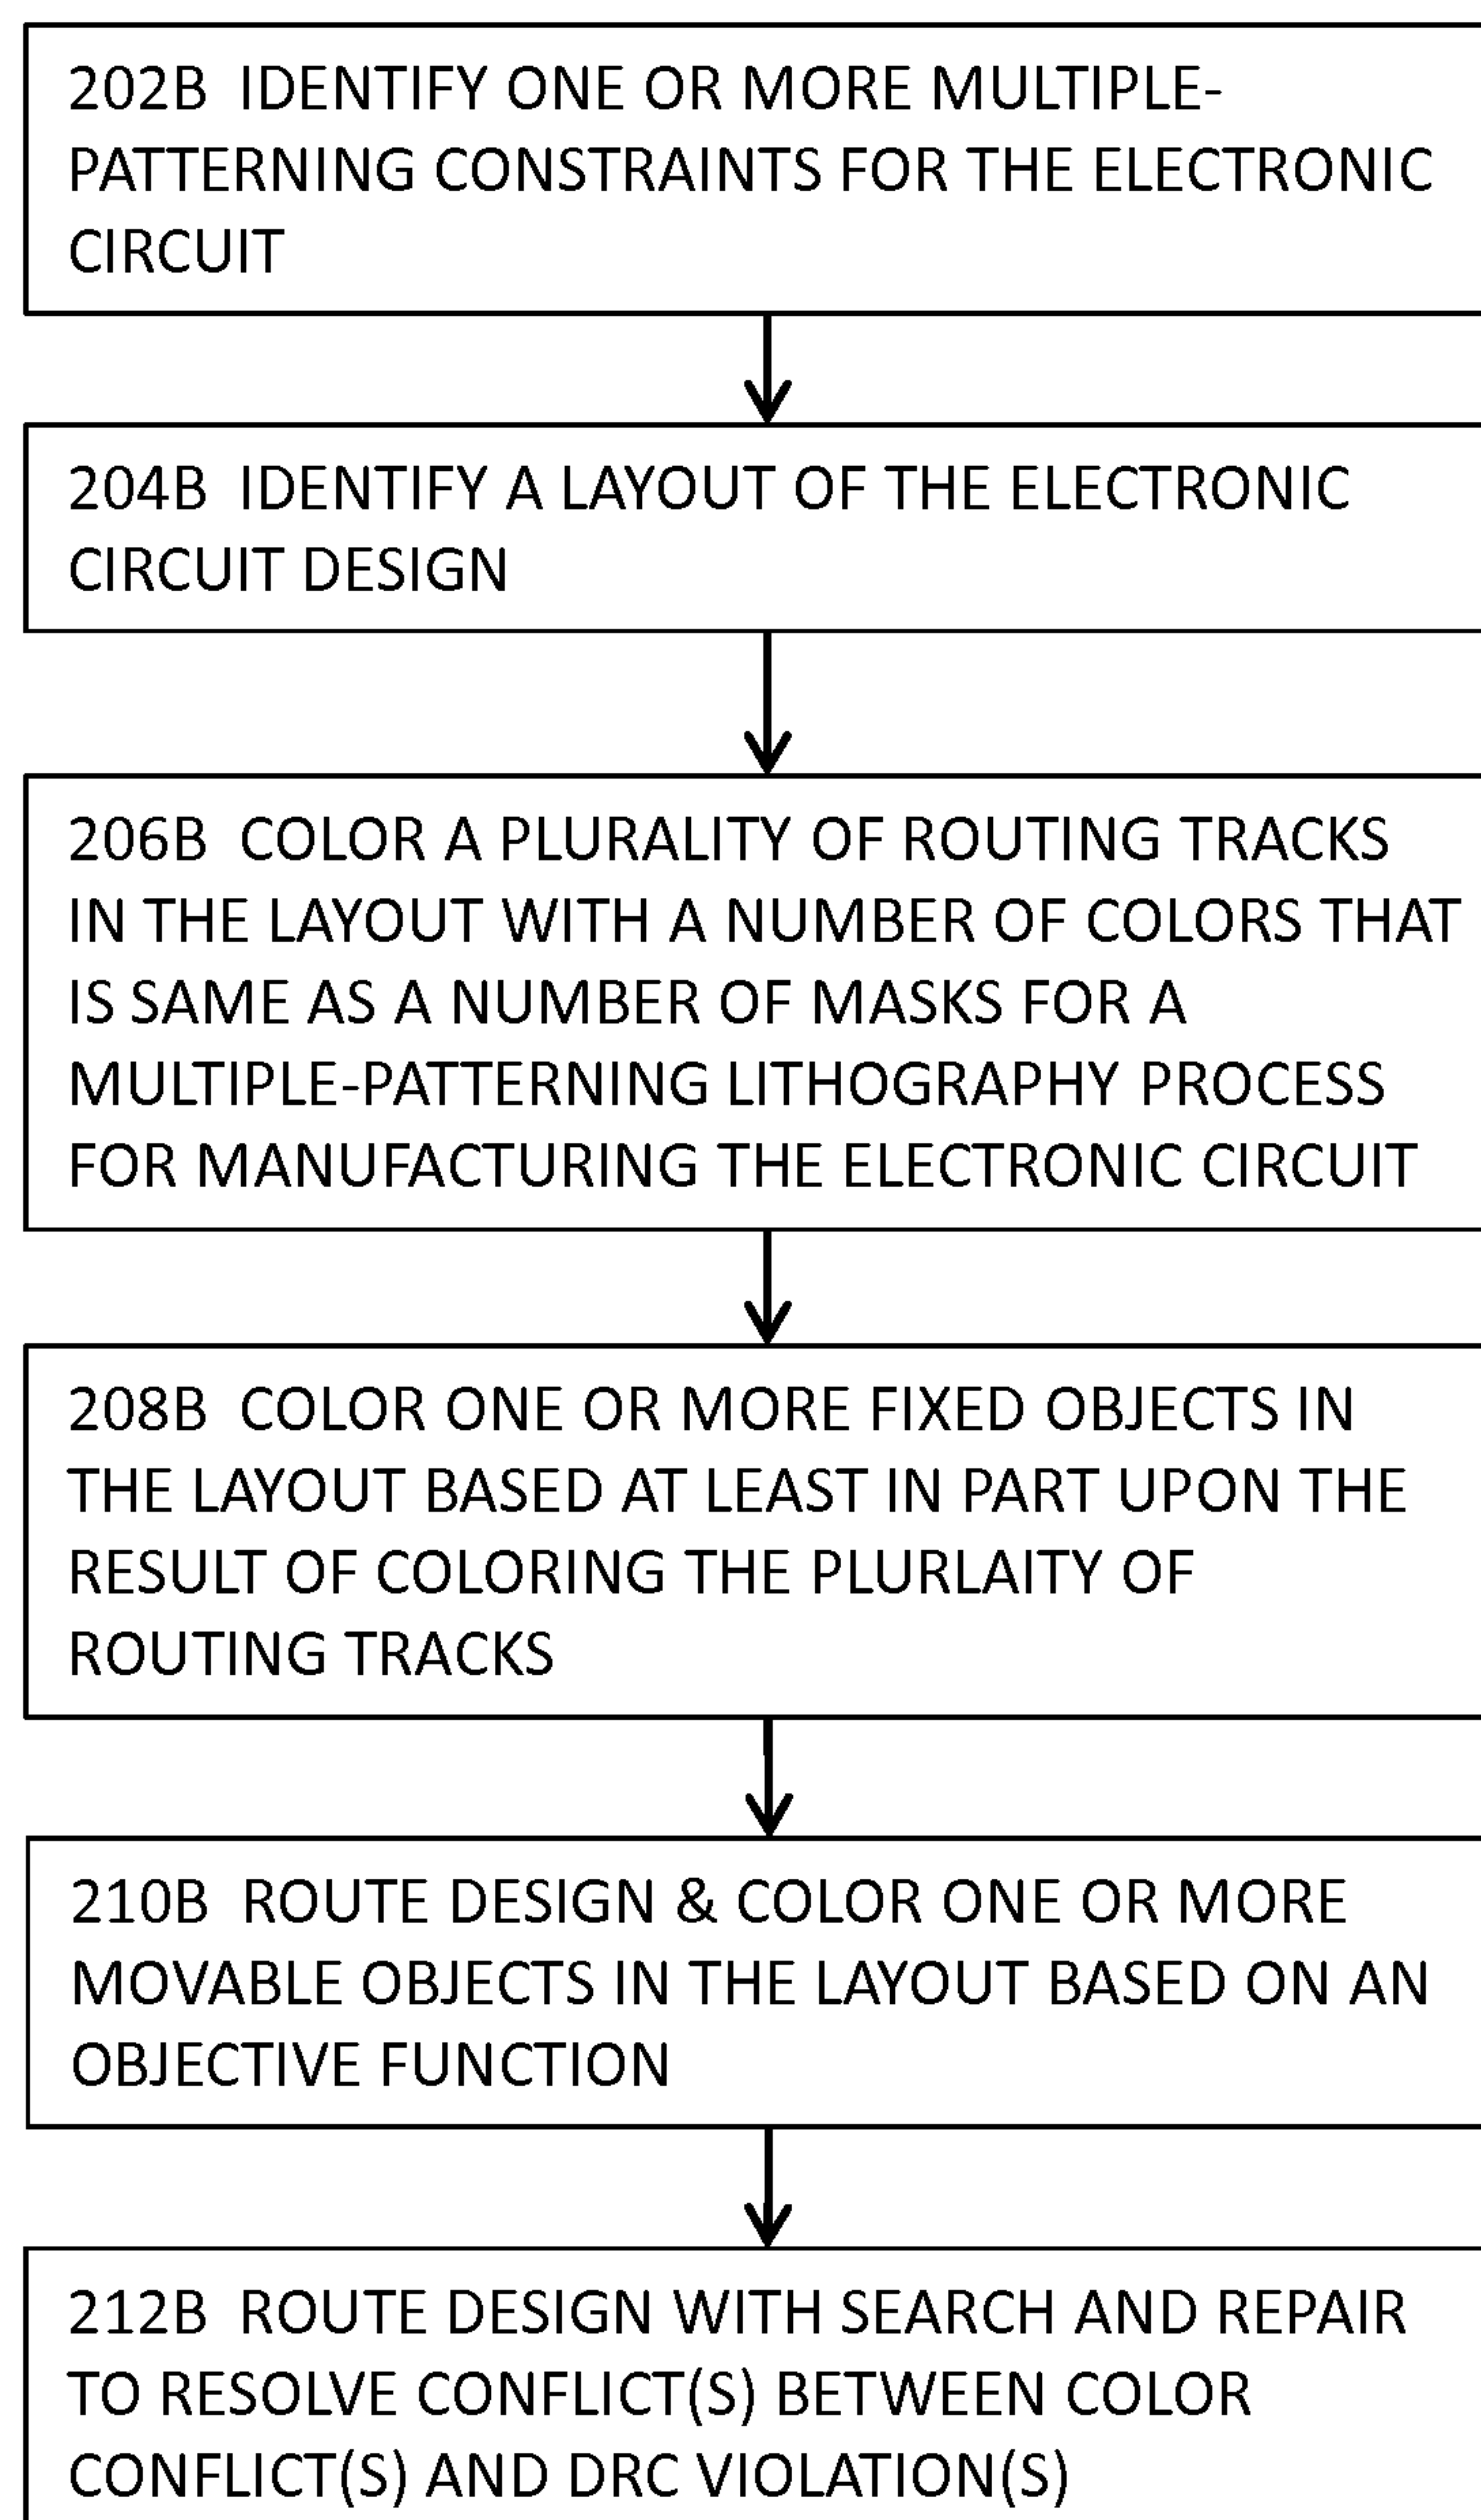 202B IDENTIFY ONE OR MORE MULTIPLE-
PATTERNING CONSTRAINTS FOR THE ELECTRONIC
CIRCUIT
204B IDENTIFY A LAYOUT OF THE ELECTRONIC
CIRCUIT DESIGN
206B COLOR A PLURALITY OF ROUTING TRACKS
IN THE LAYOUT WITH A NUMBER OF COLORS THAT
IS SAME AS A NUMBER OF MASKS FOR A
MULTIPLE-PATTERNING LITHOGRAPHY PROCESS
FOR MANUFACTURING THE ELECTRONIC CIRCUIT
208B COLOR ONE OR MORE FIXED OBJECTS IN
THE LAYOUT BASED AT LEAST IN PART UPON THE
RESULT OF COLORING THE PLURLAITY OF
ROUTING TRACKS
210B ROUTE DESIGN & COLOR ONE OR MORE
MOVABLE OBJECTS IN THE LAYOUT BASED ON AN
OBJECTIVE FUNCTION
212B ROUTE DESIGN WITH SEARCH AND REPAIR
TO RESOLVE CONFLICT(S) BETWEEN COLOR
CONFLICT(S) AND DRC VIOLATION(S)